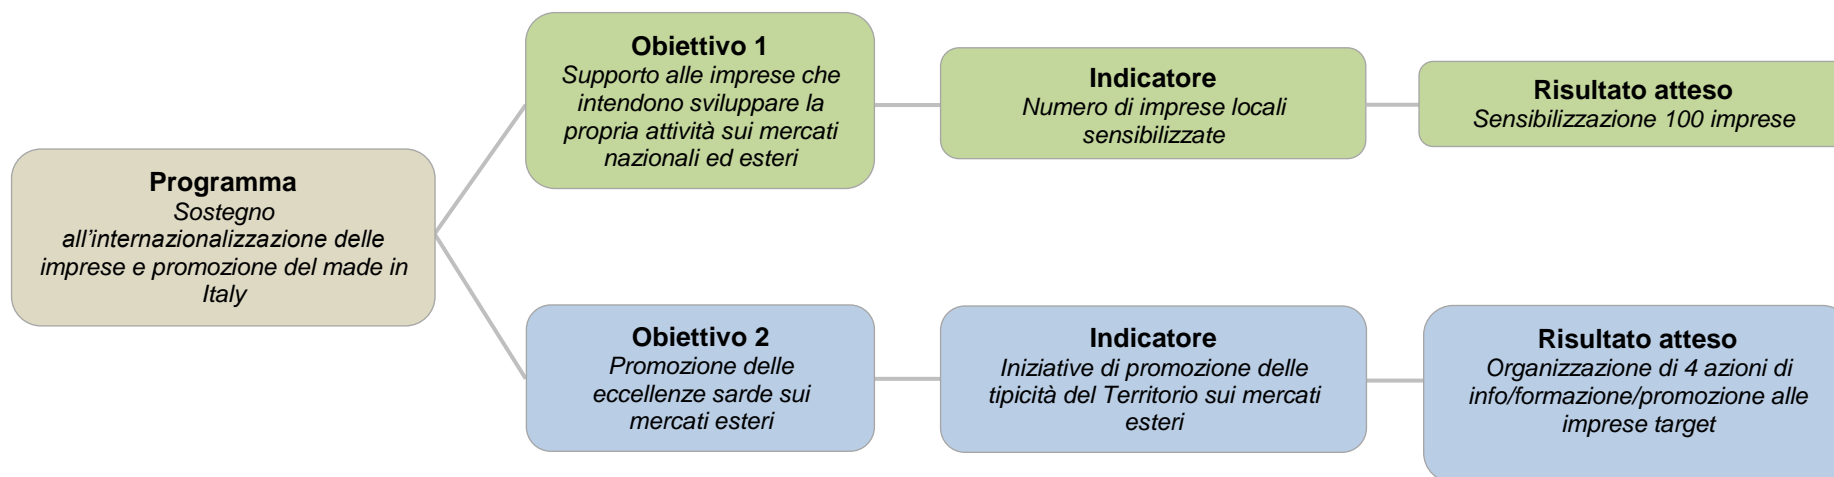 Programma
Sostegno
all’internazionalizzazione delle
imprese e promozione del made in
Italy
Obiettivo 1
Supporto alle imprese che
intendono sviluppare la
propria attività sui mercati
nazionali ed esteri
Indicatore
Numero di imprese locali
sensibilizzate
Risultato atteso
Sensibilizzazione 100 imprese
Obiettivo 2
Promozione delle
eccellenze sarde sui
mercati esteri
Indicatore
Iniziative di promozione delle
tipicità del Territorio sui mercati
esteri
Risultato atteso
Organizzazione di 4 azioni di
info/formazione/promozione alle
imprese target